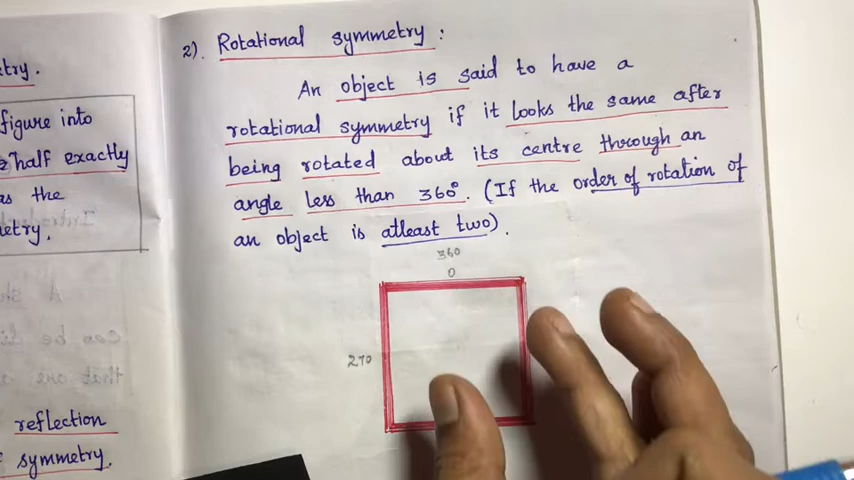 try.
figure into
half exactly
as the
etry.
reflection
symmetry.
2). Rotational symmetry :
An object is said to have a
rotational symmetry if it looks the same after
being rotated about its centre through an
angle less than 360°. (If the order of rotation of
an object is atleast two).
360
0
270